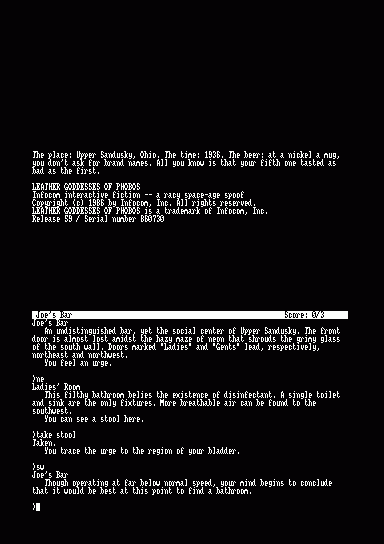 The place: Upper Sandusky, Ohio. The time: 1936. The beer: at a nickel a mug,
you don't ask for brand names. All you know is that your fifth one tasted as
bad as the first.
LEATHER GODDESSES OF PHOBOS
Infocom interactive fiction -- a racy space-age spoof
Copyright (c) 1986 by Infocom, Inc. All rights reserved.
LEATHER GODDESSES OF PHOBOS is a trademark of Infocom, Inc.
Release 59 / Serial number 860730
Joe's Bar Score: 0/3
Joe's Bar
An undistinguished bar, yet the social center of Upper Sandusky. The front
door is almost lost amidst the hazy maze of neon that shrouds the grimy glass
of the south wall. Doors marked "Ladies" and "Gents" lead, respectively,
northeast and northwest.
You feel an urge.
>ne
Ladies' Room
This filthy bathroom belies the existence of disinfectant. A single toilet
and sink are the only fixtures. More breathable air can be found to the
southwest.
You can see a stool here.
>take stool
Taken.
You trace the urge to the region of your bladder.
>sw
Joe's Bar
Though operating at far below normal speed, your mind begins to conclude
that it would be best at this point to find a bathroom.
>